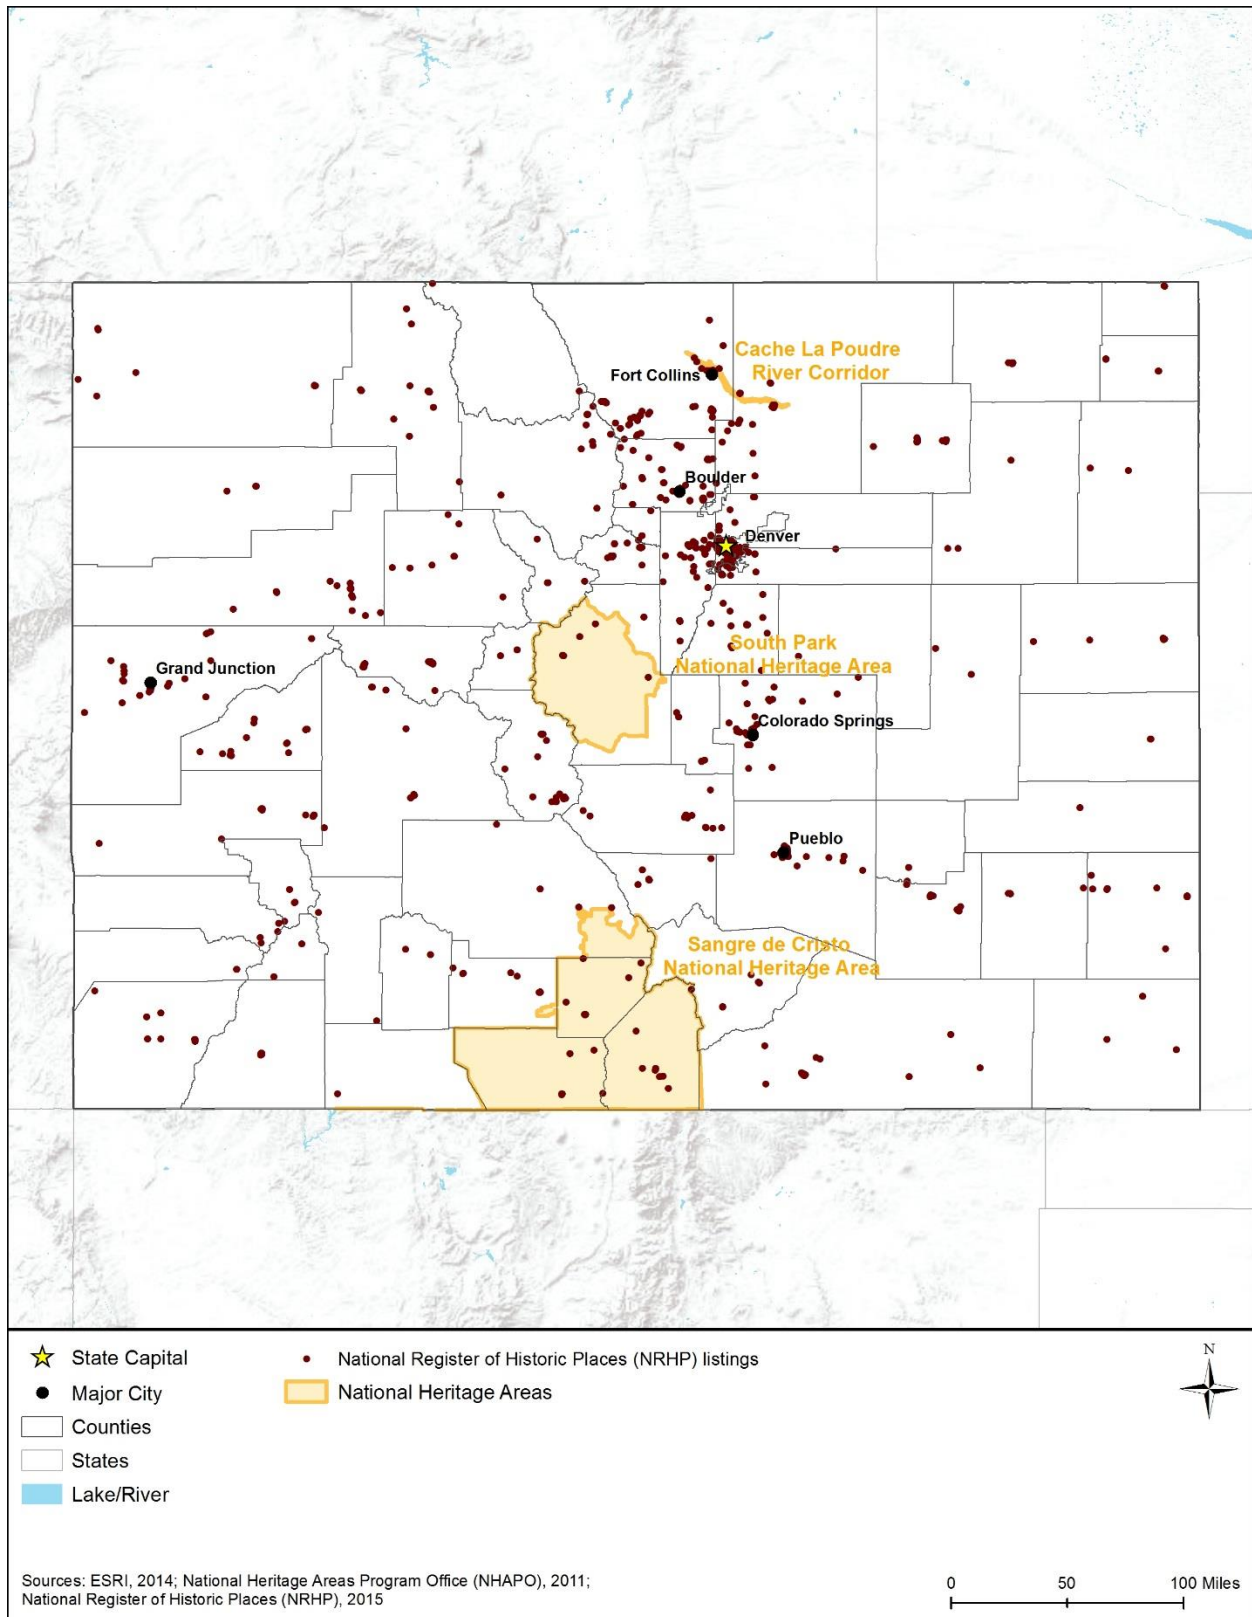 Cache La Poudre
River Corridor
Fort Collins
Boulder
Denver
South Park
National Heritage Area
Grand Junction
Colorado Springs
Pueblo
Sangre de Cristo
National Heritage Area
State Capital
National Register of Historic Places (NRHP) listings
N
Major City
National Heritage Areas
Counties
States
Lake/River
Sources: ESRI, 2014; National Heritage Areas Program Office (NHAPO), 2011;
National Register of Historic Places (NRHP), 2015
0 50 100 Miles